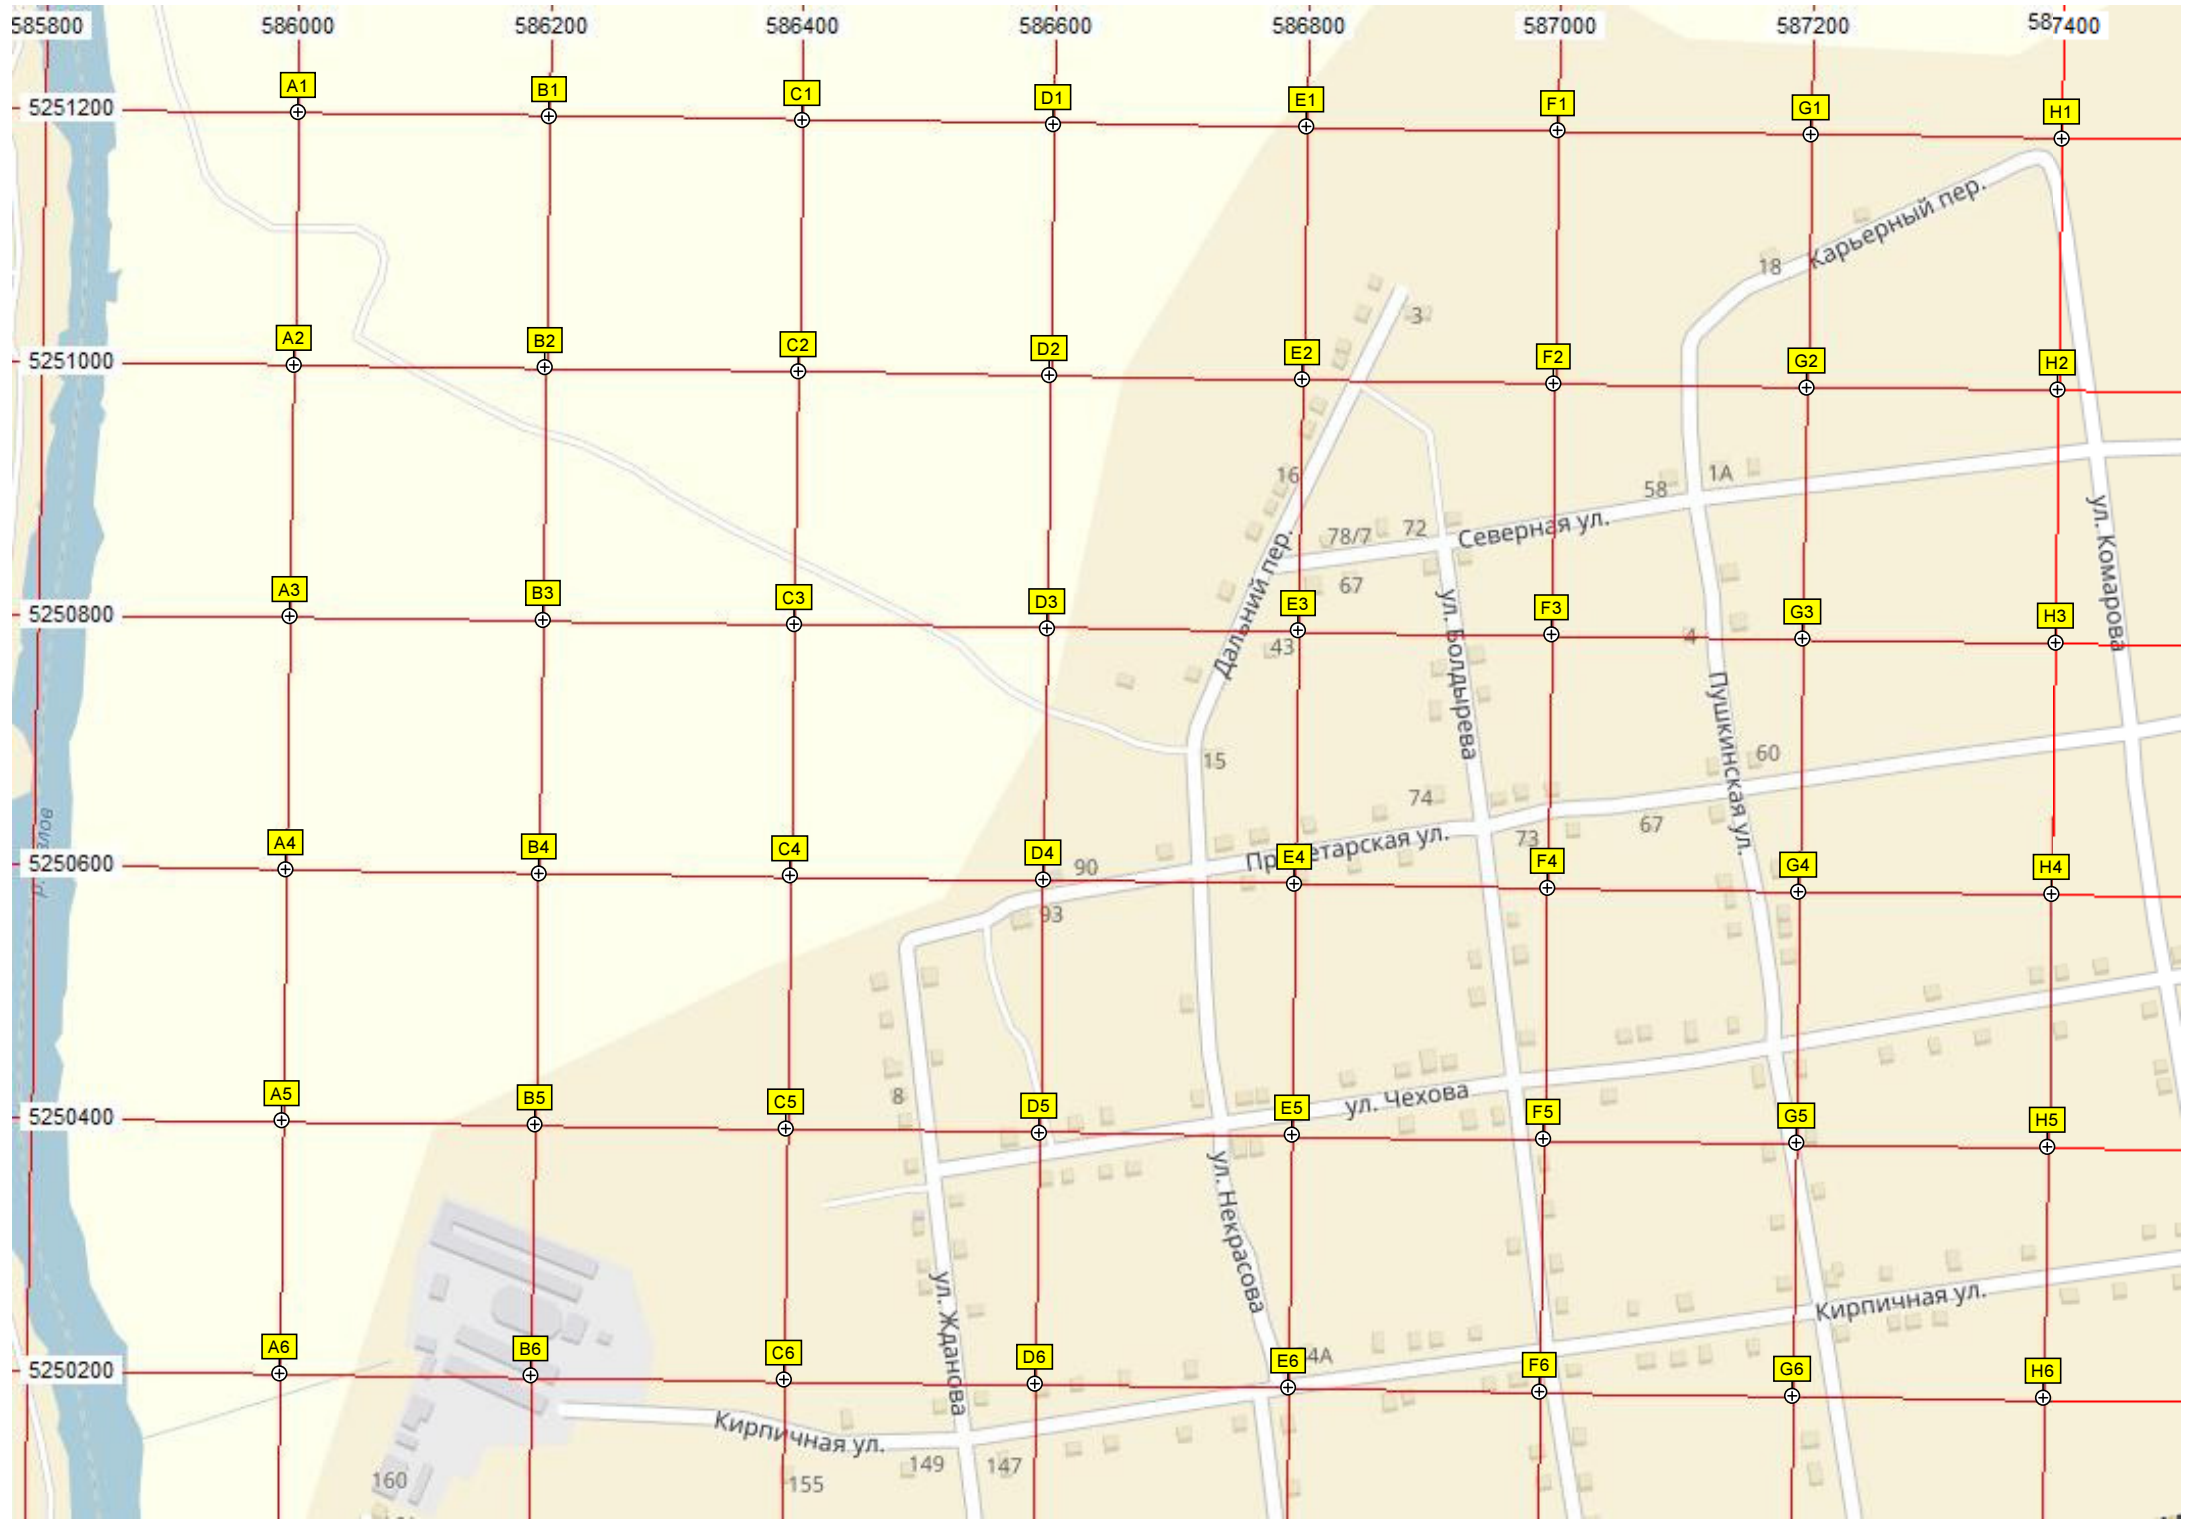 585800 586000 586200 586400 586600 586800 587000 587200 587400
A1 B1 C1 D1 E1 F1 G1 H1
5251200
Карьерный пер.
18
3
A2 B2 C2 D2 E2 F2 G2 H2
5251000
16
1А
58
78/7 72 Северная ул.
ул. Комарова
67
Дальний пер.
A3 B3 C3 D3 E3 F3 G3 H3
5250800
ул. Болдырева
4
43
Пушкинская ул.
15
60
74
73
67
A4 B4 C4 D4 E4 F4 G4 H4
5250600
90
93
8
ул. Чехова
A5 B5 C5 D5 E5 F5 G5 H5
5250400
ул. Некрасова
ул. Жданова
Кирпичная ул.
4А
A6 B6 C6 D6 E6 F6 G6 H6
5250200
Кирпичная ул.
149 147
155
160